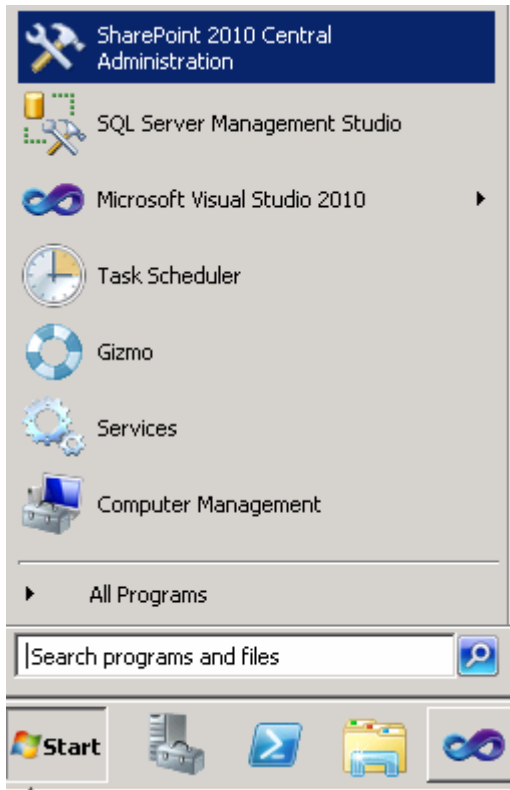 SharePoint 2010 Central
Administration
SQL Server Management Studio
Microsoft Visual Studio 2010
Task Scheduler
Gizmo
Services
Computer Management
All Programs
Search programs and files
Start